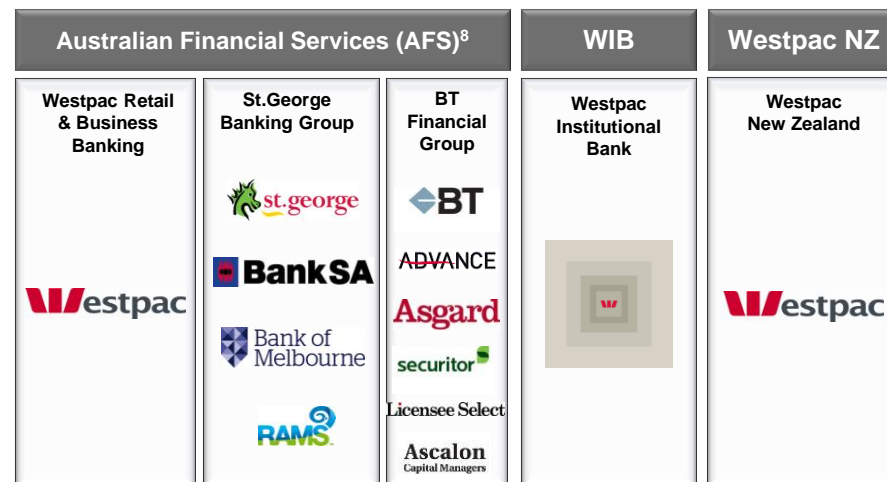 Australian Financial Services (AFS)8
WIB
Westpac NZ
Westpac Retail
& Business
Banking
Westpac
St.George
Banking Group
st.george
BankSA
Bank of
Melbourne
RAMS
BT
Financial
Group
BT
ADVANCE
Asgard
securitor
Licensee Select
Ascalon
Capital Managers
Westpac
Institutional
Bank
W
Westpac
New Zealand
Westpac